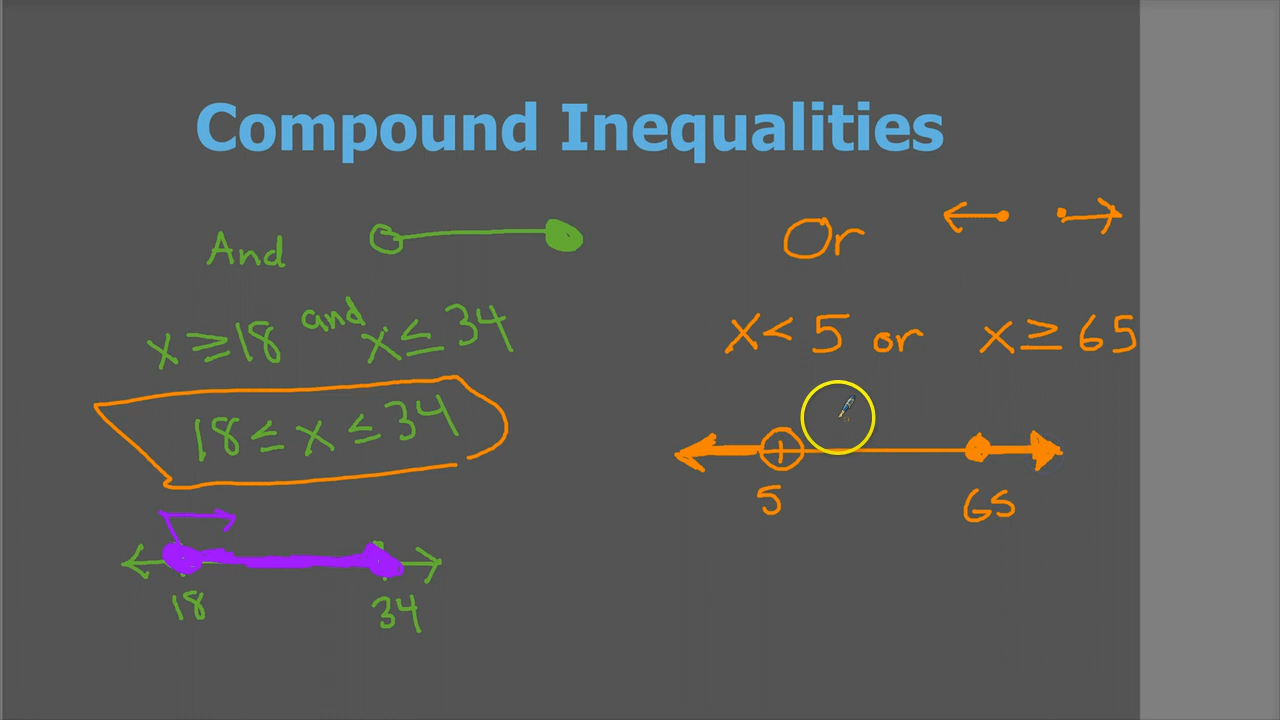 Compound Inequalities
And
x ≥ 18 and x ≤ 34
18 ≤ x ≤ 34
18 34
Or
x < 5 or x ≥ 65
5 65